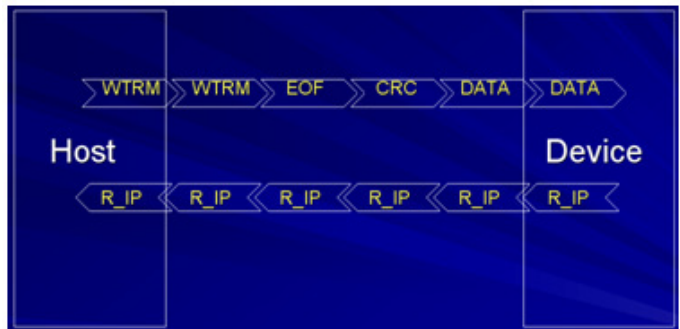 WTRM WTRM EOF CRC DATA DATA
Host Device
R_IP R_IP R_IP R_IP R_IP R_IP